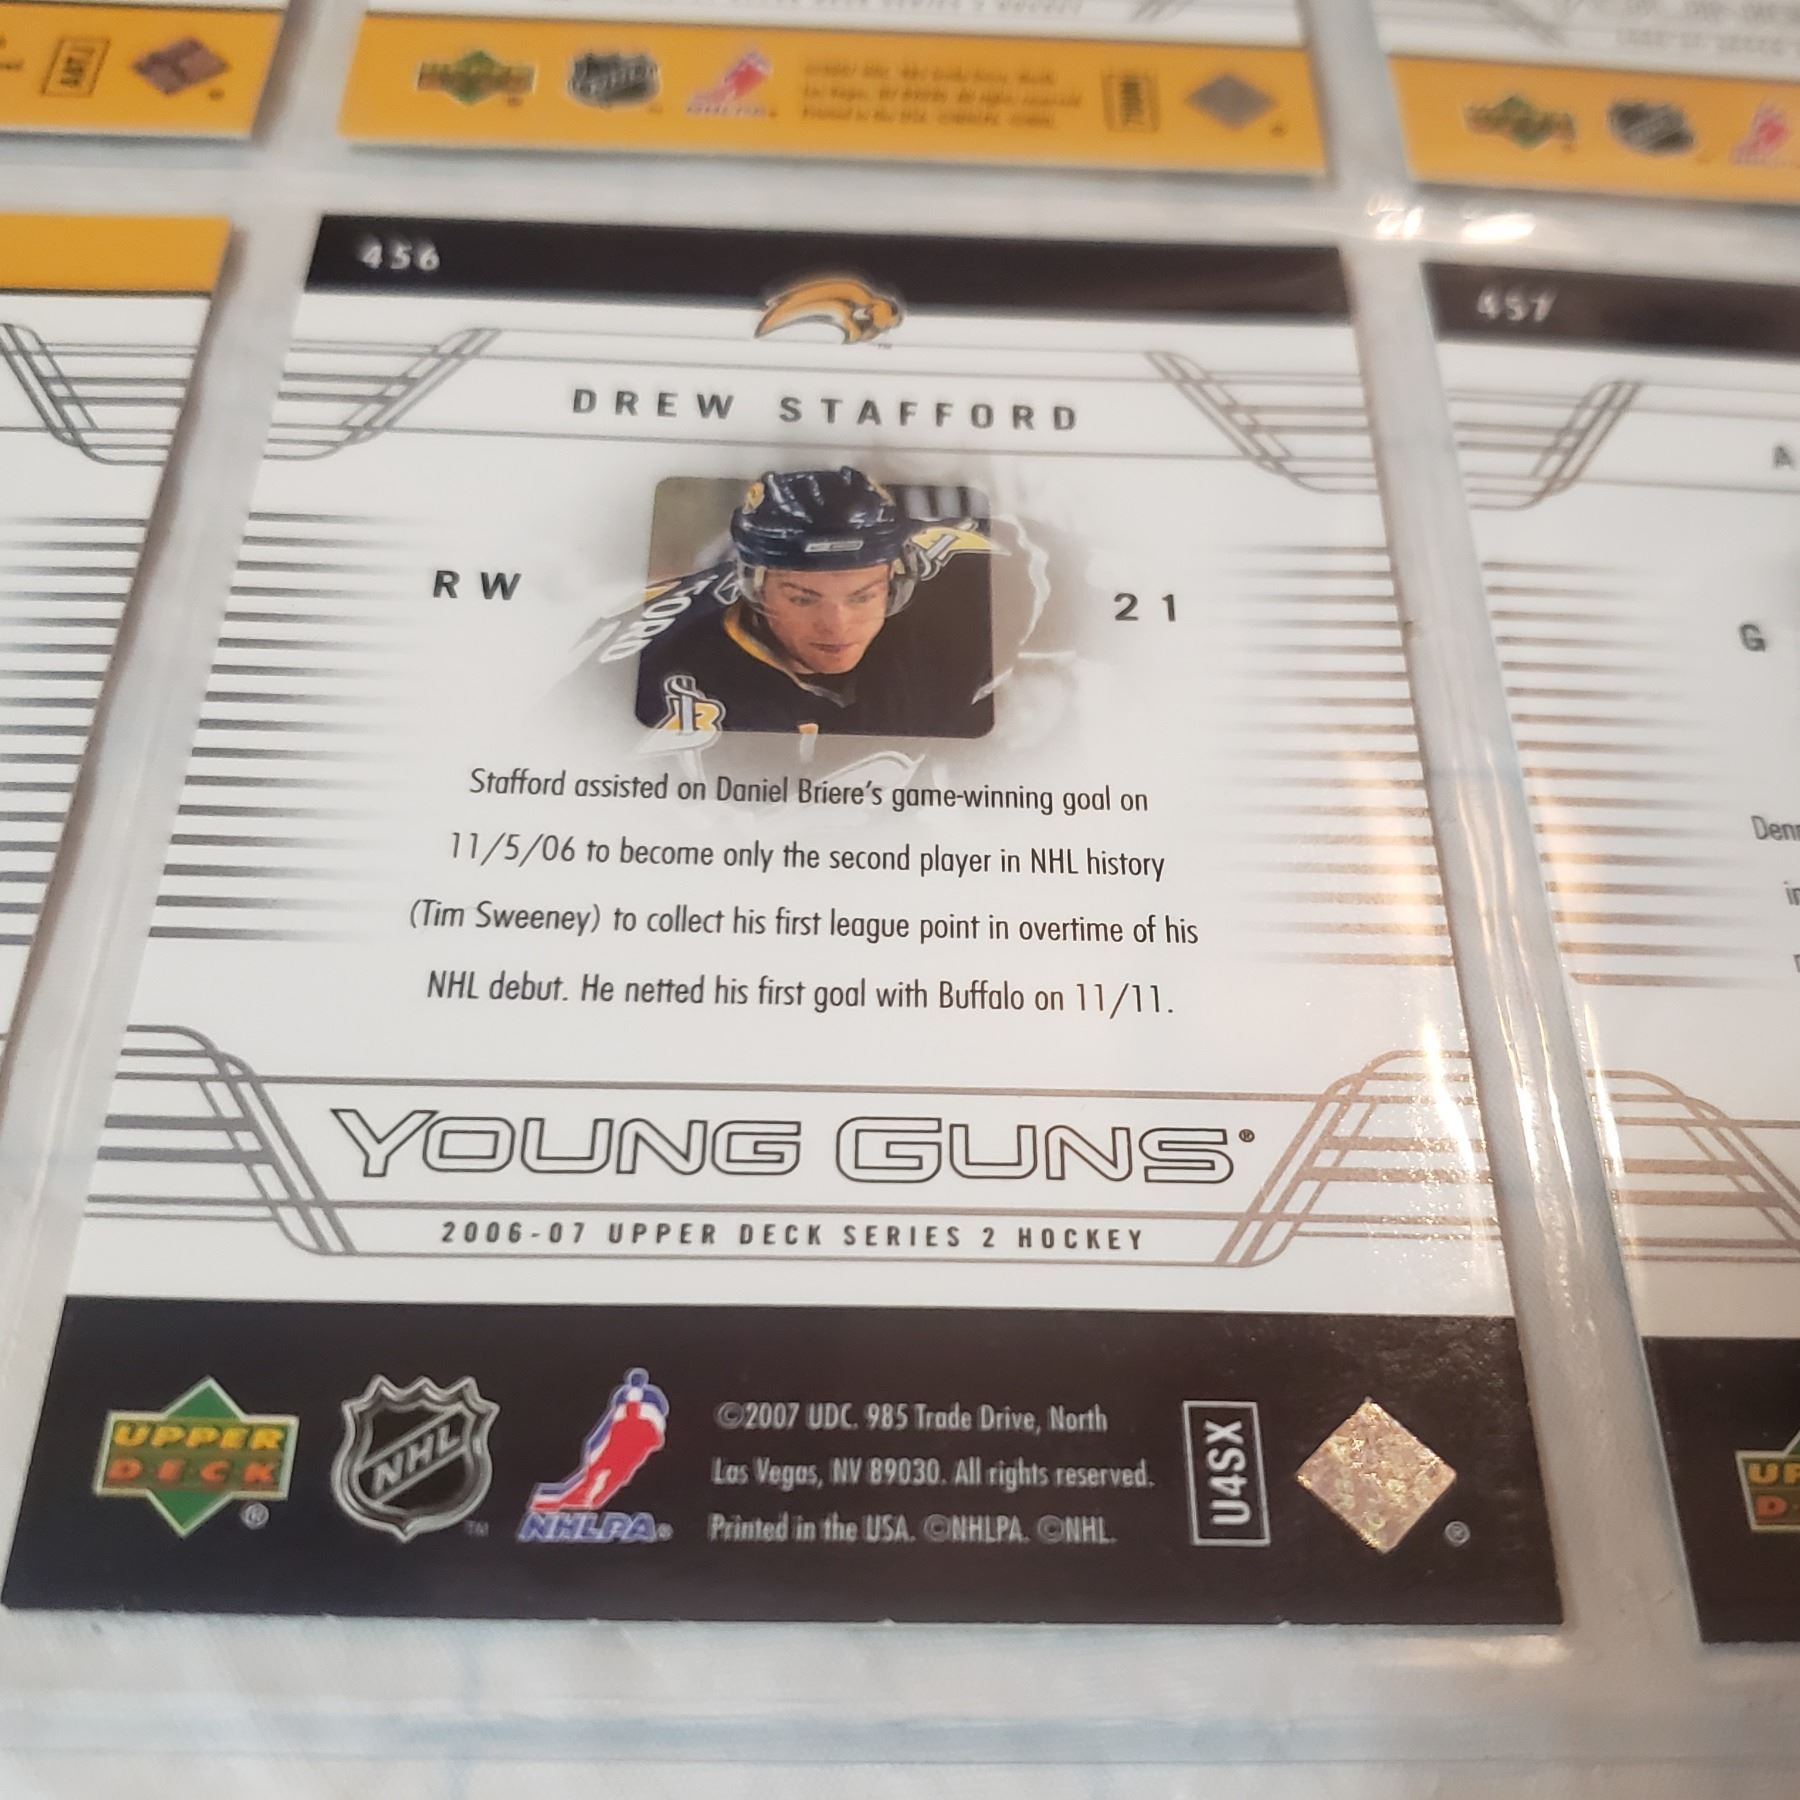 456
457
DREW STAFFORD
A
RW
21
G
Stafford assisted on Daniel Briere's game-winning goal on
11/5/06 to become only the second player in NHL history
(Tim Sweeney) to collect his first league point in overtime of his
NHL debut. He netted his first goal with Buffalo on 11/11.
YOUNG GUNS®
2006-07 UPPER DECK SERIES 2 HOCKEY
UPPER
DECK
®
NHL
TM
NHLPA®
©2007 UDC. 985 Trade Drive, North
Las Vegas, NV 89030. All rights reserved.
Printed in the USA. ©NHLPA. ©NHL.
U4SX
®